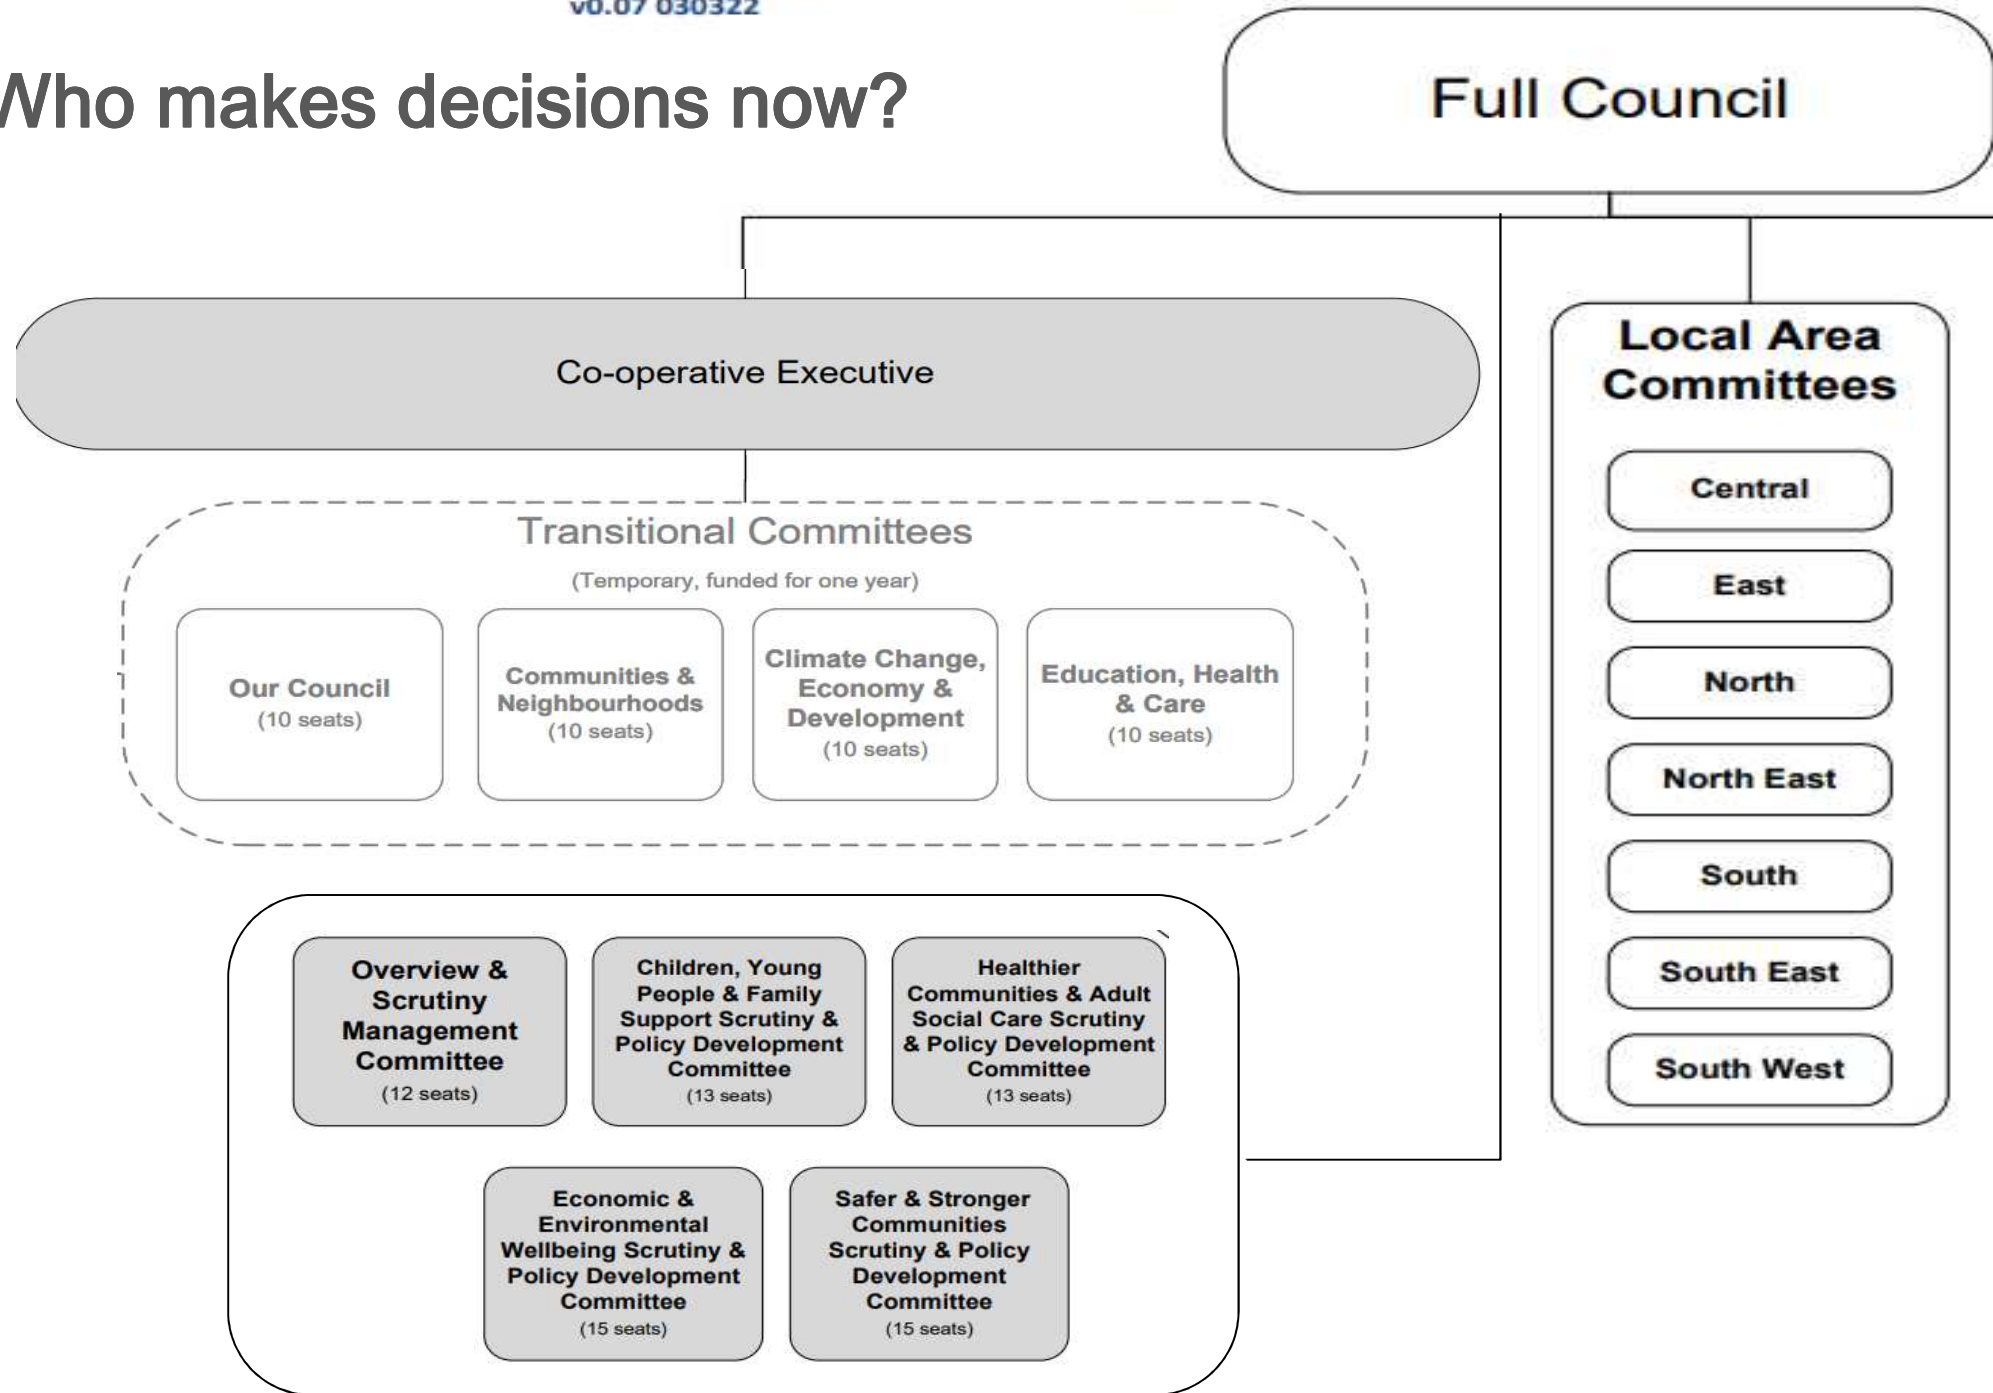 v0.07 030322
Who makes decisions now?
Full Council
Co-operative Executive
Transitional Committees
(Temporary, funded for one year)
Our Council
(10 seats)
Communities &
Neighbourhoods
(10 seats)
Climate Change,
Economy &
Development
(10 seats)
Education, Health
& Care
(10 seats)
Overview &
Scrutiny
Management
Committee
(12 seats)
Children, Young
People & Family
Support Scrutiny &
Policy Development
Committee
(13 seats)
Healthier
Communities & Adult
Social Care Scrutiny
& Policy Development
Committee
(13 seats)
Economic &
Environmental
Wellbeing Scrutiny &
Policy Development
Committee
(15 seats)
Safer & Stronger
Communities
Scrutiny & Policy
Development
Committee
(15 seats)
Local Area
Committees
Central
East
North
North East
South
South East
South West